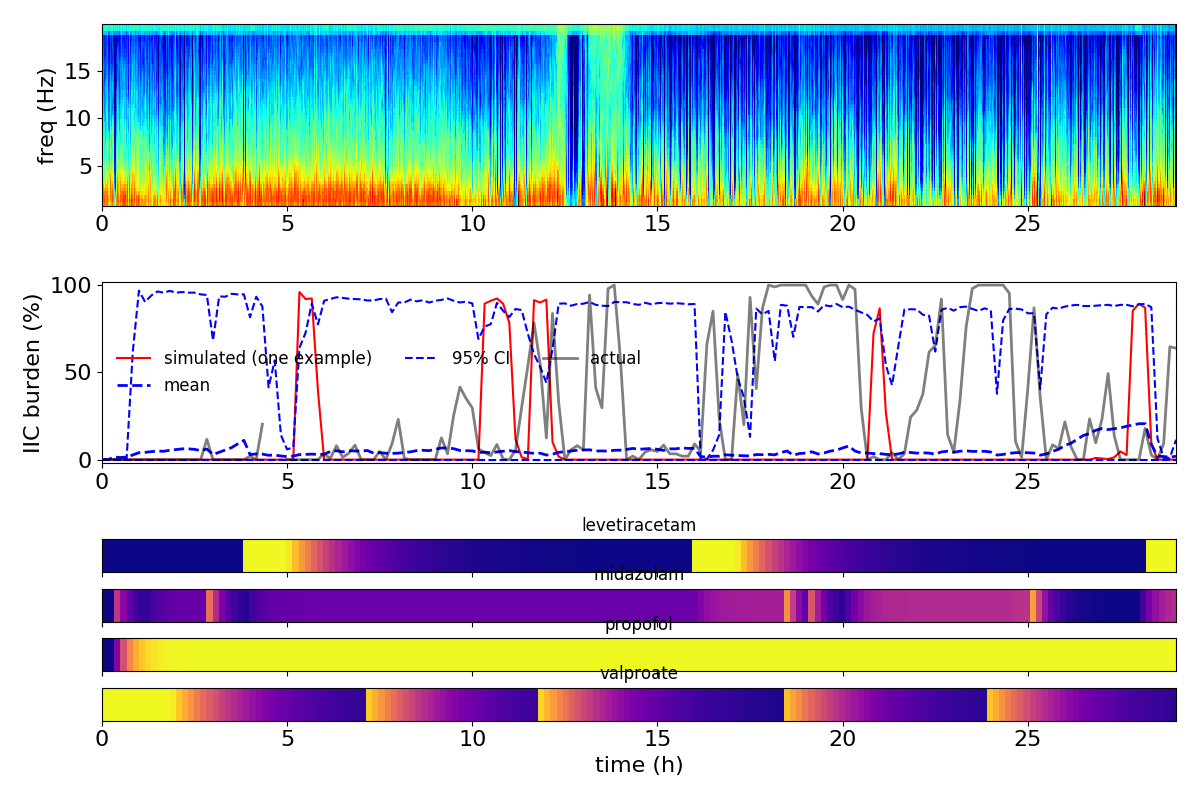 freq (Hz)
15
10
5
0 5 10 15 20 25
IIC burden (%)
100
50
0
simulated (one example) 95% CI actual
mean
0 5 10 15 20 25
levetiracetam
midazolam
propofol
valproate
0 5 10 15 20 25
time (h)